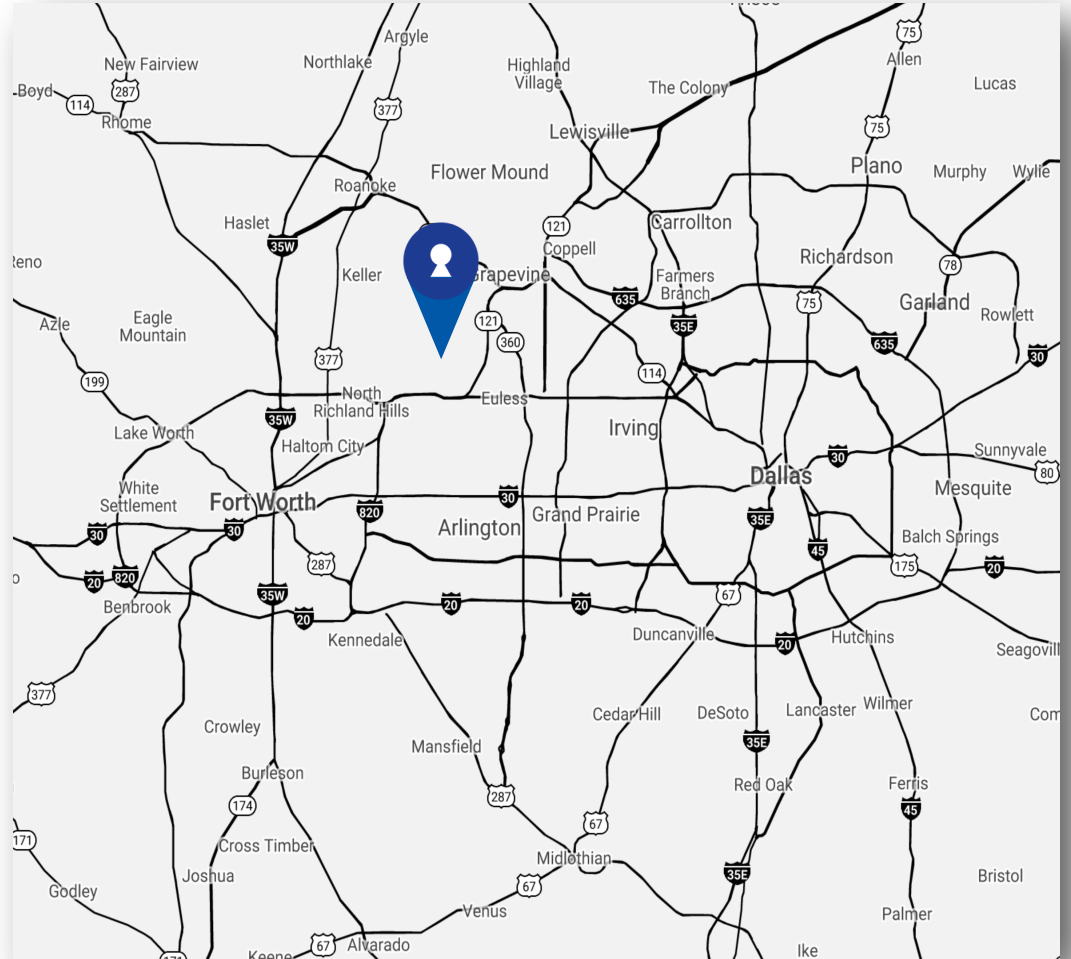 Argyle
75
New Fairview
Northlake
Highland
Village
Allen
Boyd
287
The Colony
Lucas
114
377
Rhome
Lewisville
75
Flower Mound
Plano
Murphy
Wylie
Roanoke
Haslet
121
Carrollton
35W
Coppell
Richardson
78
Keller
Grapevine
Farmers
Branch
635
75
Garland
Rowlett
Azle
Eagle
Mountain
121
35E
360
635
30
377
114
199
North
Richland Hills
Euless
35W
Lake Worth
Haltom City
Irving
30
Sunnyvale
80
Dallas
White
Settlement
Fort Worth
30
Mesquite
820
Grand Prairie
35E
Arlington
30
30
45
Balch Springs
287
175
20
820
20
35W
67
Benbrook
20
20
20
Kennedale
Duncanville
20
Hutchins
377
Cedar Hill
DeSoto
Lancaster
Wilmer
Crowley
35E
Mansfield
Burleson
Red Oak
Ferris
287
174
45
67
171
Cross Timber
Midlothian
35E
Joshua
67
Bristol
Godley
Venus
Palmer
67
Alvarado
Ike
Keene